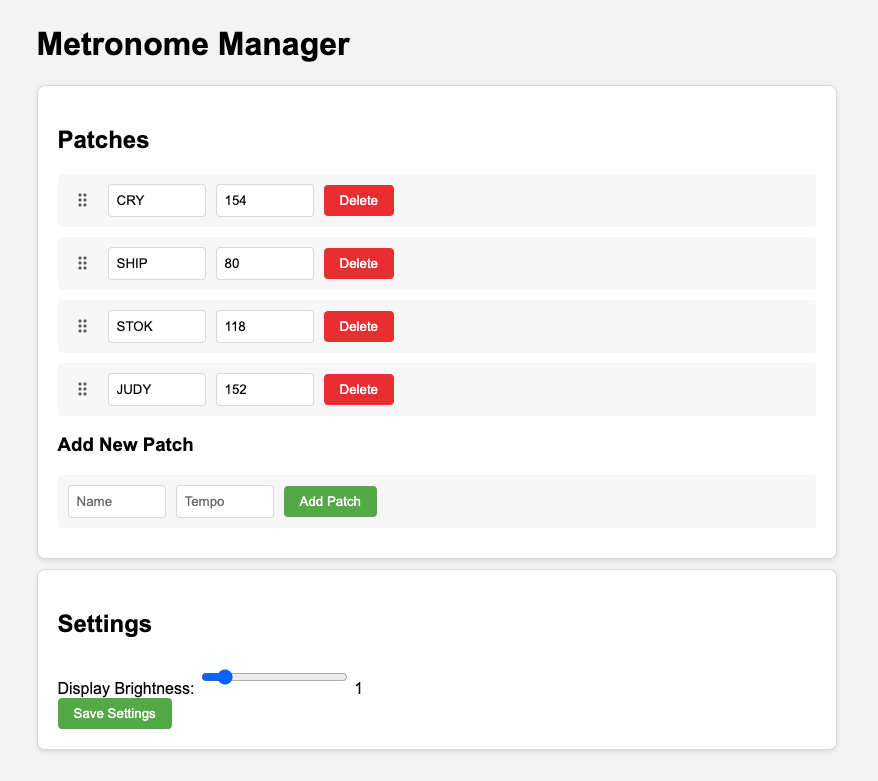 Metronome Manager
Patches
CRY 154 Delete
SHIP 80 Delete
STOK 118 Delete
JUDY 152 Delete
Add New Patch
Name Tempo Add Patch
Settings
Display Brightness: 1
Save Settings